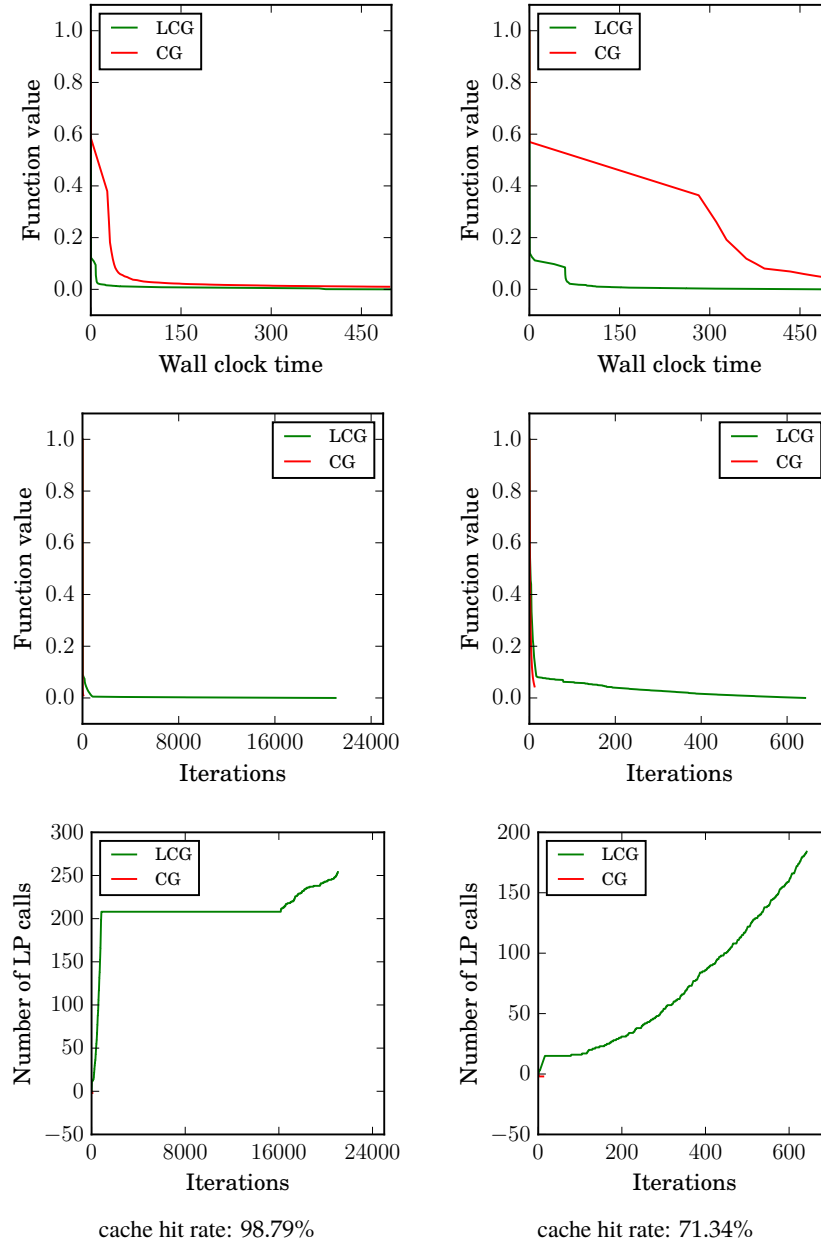 LCG
CG
Function value
1.0
0.8
0.6
0.4
0.2
0.0
0 150 300 450
Wall clock time
LCG
CG
Function value
1.0
0.8
0.6
0.4
0.2
0.0
0 150 300 450
Wall clock time
LCG
CG
Function value
1.0
0.8
0.6
0.4
0.2
0.0
0 8000 16000 24000
Iterations
LCG
CG
Function value
1.0
0.8
0.6
0.4
0.2
0.0
0 200 400 600
Iterations
LCG
CG
Number of LP calls
300
250
200
150
100
50
0
−50
0 8000 16000 24000
Iterations
cache hit rate: 98.79%
LCG
CG
Number of LP calls
200
150
100
50
0
−50
0 200 400 600
Iterations
cache hit rate: 71.34%